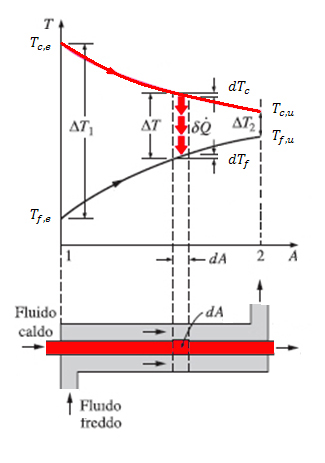 T
T_{c,e}
dT_c
T_{c,u}
ΔT_1
ΔT
δQ̇
ΔT_2
T_{f,u}
dT_f
T_{f,e}
1
dA
2
A
Fluido
caldo
dA
Fluido
freddo